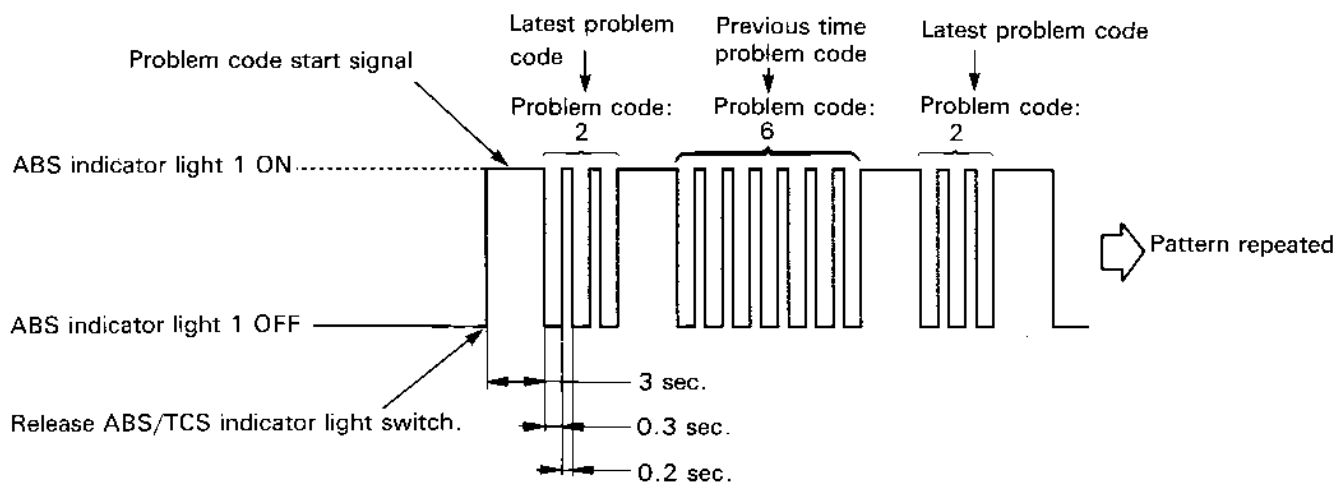 Latest problem
code
Previous time
problem code
Latest problem code
Problem code start signal
Problem code:
2
Problem code:
6
Problem code:
2
ABS indicator light 1 ON
Pattern repeated
ABS indicator light 1 OFF
3 sec.
Release ABS/TCS indicator light switch.
0.3 sec.
0.2 sec.